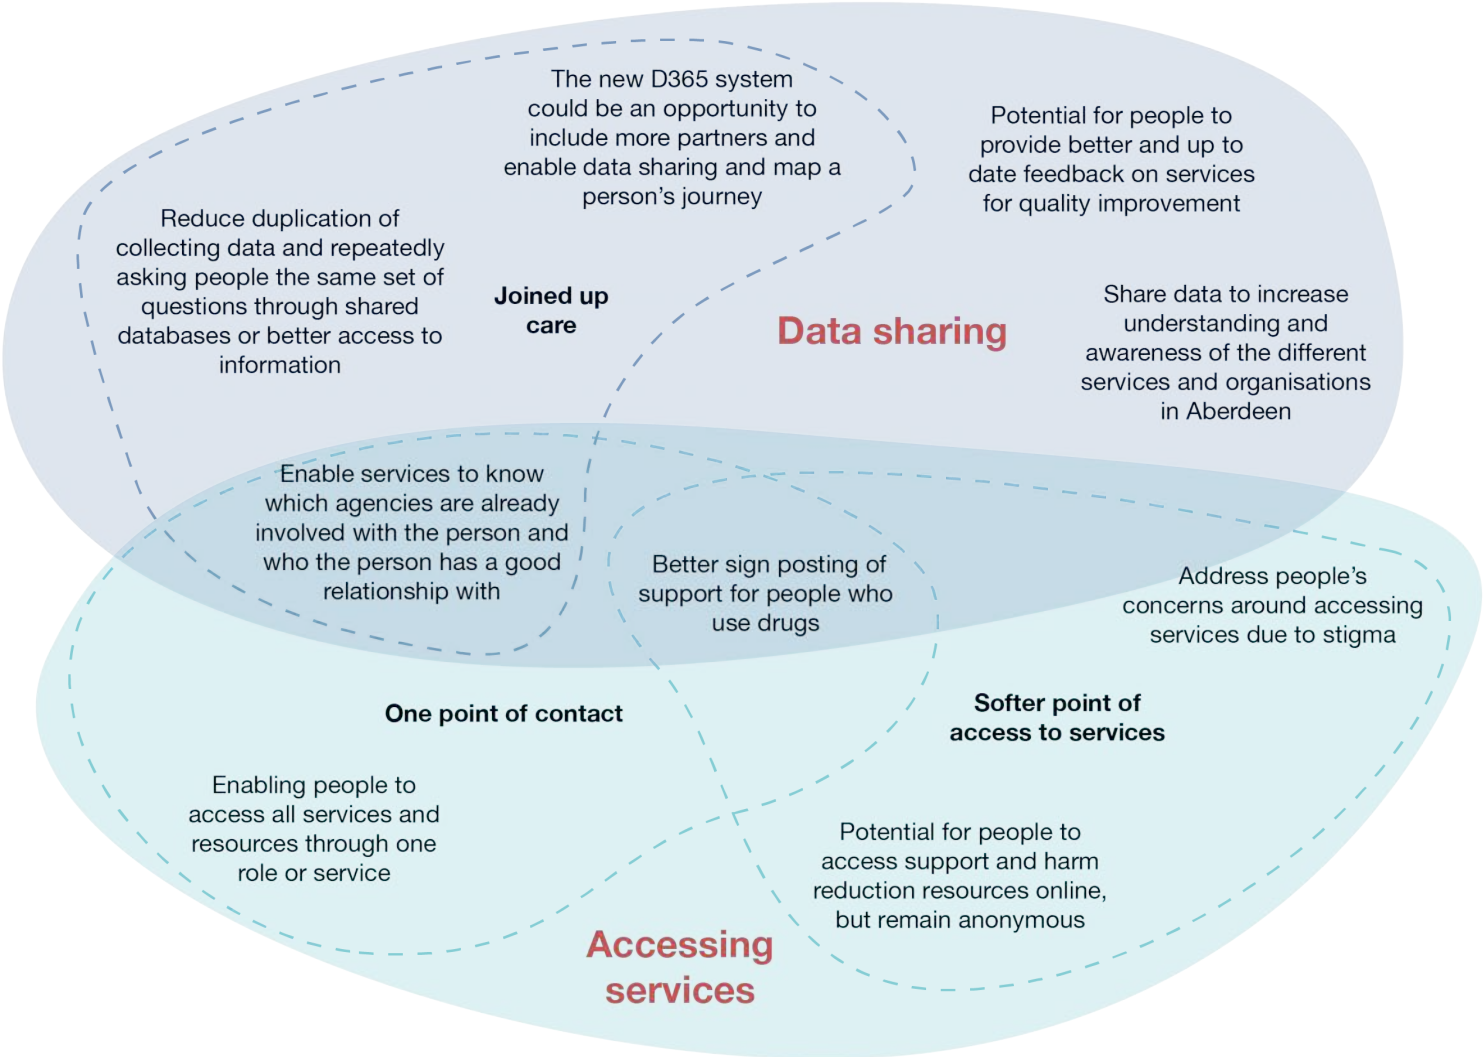 The new D365 system
could be an opportunity to
include more partners and
enable data sharing and map a
person’s journey
Potential for people to
provide better and up to
date feedback on services
for quality improvement
Reduce duplication of
collecting data and repeatedly
asking people the same set of
questions through shared
databases or better access to
information
Joined up
care
Data sharing
Share data to increase
understanding and
awareness of the different
services and organisations
in Aberdeen
Enable services to know
which agencies are already
involved with the person and
who the person has a good
relationship with
Better sign posting of
support for people who
use drugs
Address people’s
concerns around accessing
services due to stigma
One point of contact
Softer point of
access to services
Enabling people to
access all services and
resources through one
role or service
Potential for people to
access support and harm
reduction resources online,
but remain anonymous
Accessing
services